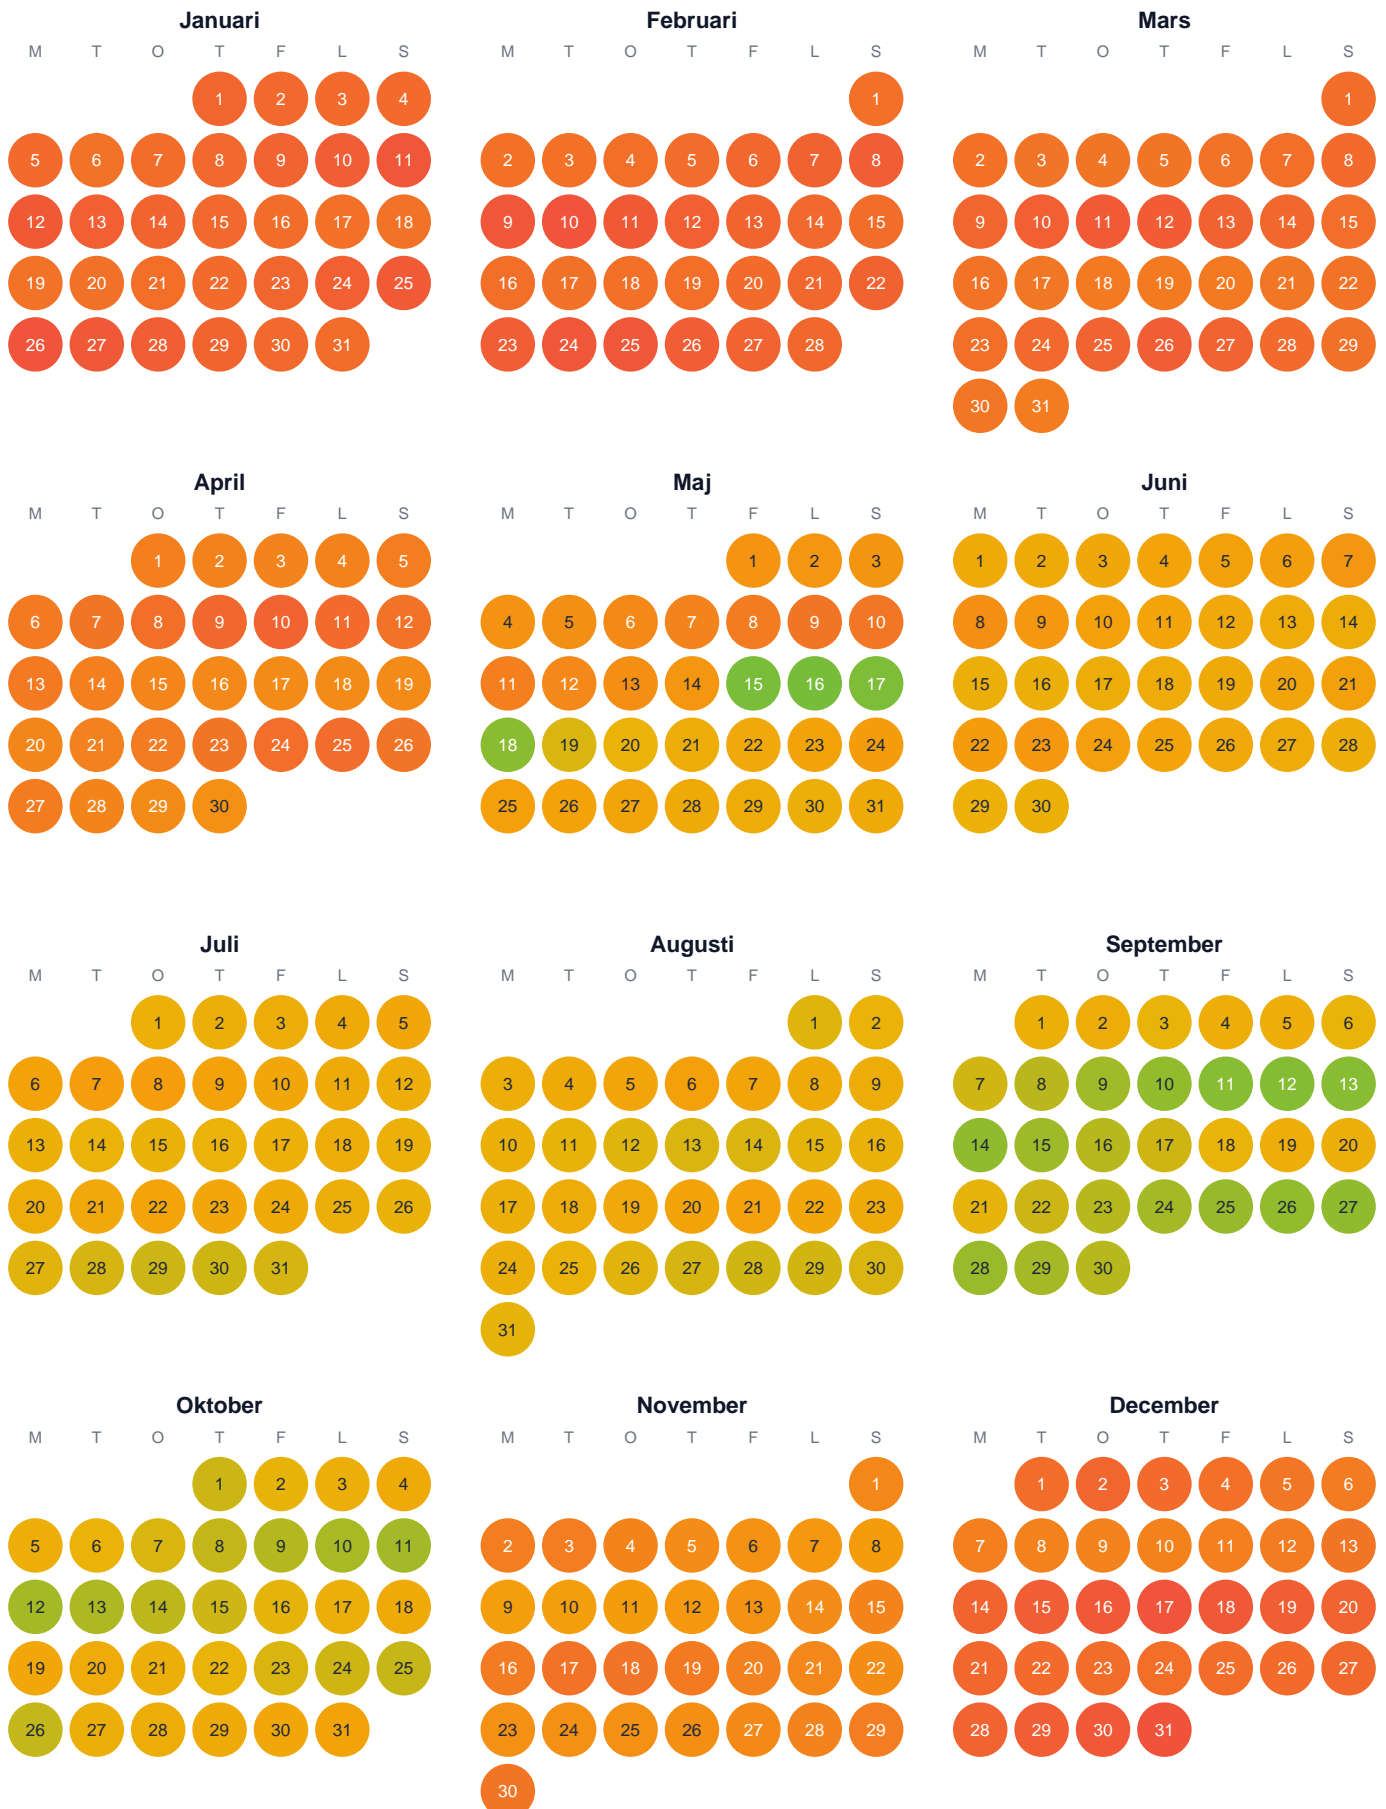 Januari Februari Mars
M T O T F L S M T O T F L S M T O T F L S
1 2 3 4 1 1
5 6 7 8 9 10 11 2 3 4 5 6 7 8 2 3 4 5 6 7 8
12 13 14 15 16 17 18 9 10 11 12 13 14 15 9 10 11 12 13 14 15
19 20 21 22 23 24 25 16 17 18 19 20 21 22 16 17 18 19 20 21 22
26 27 28 29 30 31 23 24 25 26 27 28 23 24 25 26 27 28 29
30 31
April Maj Juni
M T O T F L S M T O T F L S M T O T F L S
1 2 3 4 5 1 2 3 1 2 3 4 5 6 7
6 7 8 9 10 11 12 4 5 6 7 8 9 10 8 9 10 11 12 13 14
13 14 15 16 17 18 19 11 12 13 14 15 16 17 15 16 17 18 19 20 21
20 21 22 23 24 25 26 18 19 20 21 22 23 24 22 23 24 25 26 27 28
27 28 29 30 25 26 27 28 29 30 31 29 30
Juli Augusti September
M T O T F L S M T O T F L S M T O T F L S
1 2 3 4 5 1 2 1 2 3 4 5 6
6 7 8 9 10 11 12 3 4 5 6 7 8 9 7 8 9 10 11 12 13
13 14 15 16 17 18 19 10 11 12 13 14 15 16 14 15 16 17 18 19 20
20 21 22 23 24 25 26 17 18 19 20 21 22 23 21 22 23 24 25 26 27
27 28 29 30 31 24 25 26 27 28 29 30 28 29 30
31
Oktober November December
M T O T F L S M T O T F L S M T O T F L S
1 2 3 4 1 1 2 3 4 5 6
5 6 7 8 9 10 11 2 3 4 5 6 7 8 7 8 9 10 11 12 13
12 13 14 15 16 17 18 9 10 11 12 13 14 15 14 15 16 17 18 19 20
19 20 21 22 23 24 25 16 17 18 19 20 21 22 21 22 23 24 25 26 27
26 27 28 29 30 31 23 24 25 26 27 28 29 28 29 30 31
30